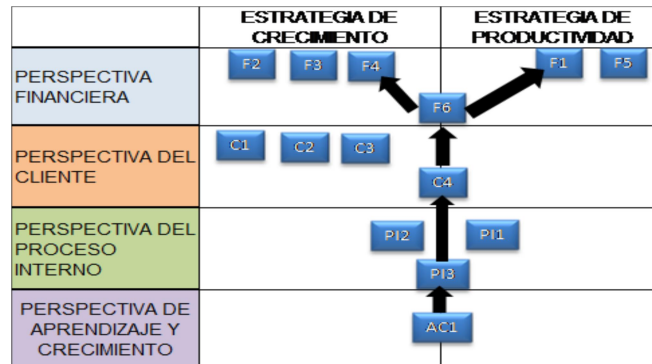 ESTRATEGIA DE
CRECIMIENTO
ESTRATEGIA DE
PRODUCTIVIDAD
PERSPECTIVA
FINANCIERA
F2 F3 F4 F1 F5
F6
PERSPECTIVA DEL
CLIENTE
C1 C2 C3
C4
PERSPECTIVA DEL
PROCESO
INTERNO
PI2 PI1
PI3
PERSPECTIVA DE
APRENDIZAJE Y
CRECIMIENTO
AC1